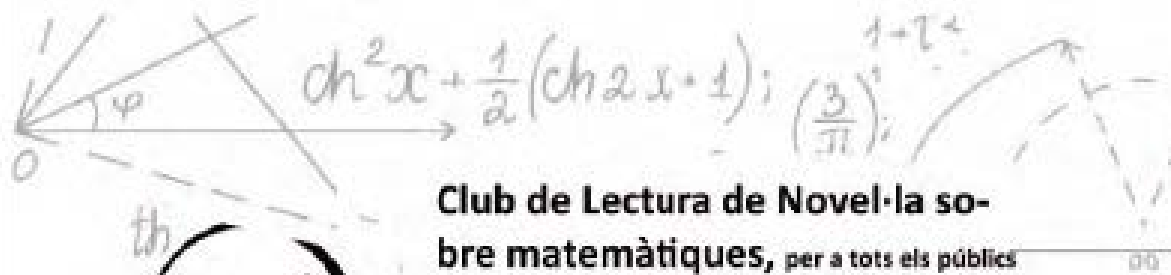 ch²x + 1/2 (ch 2x + 1); (3/π)
φ
0
Club de Lectura de Novel·la so-
th
bre matemàtiques, per a tots els públics